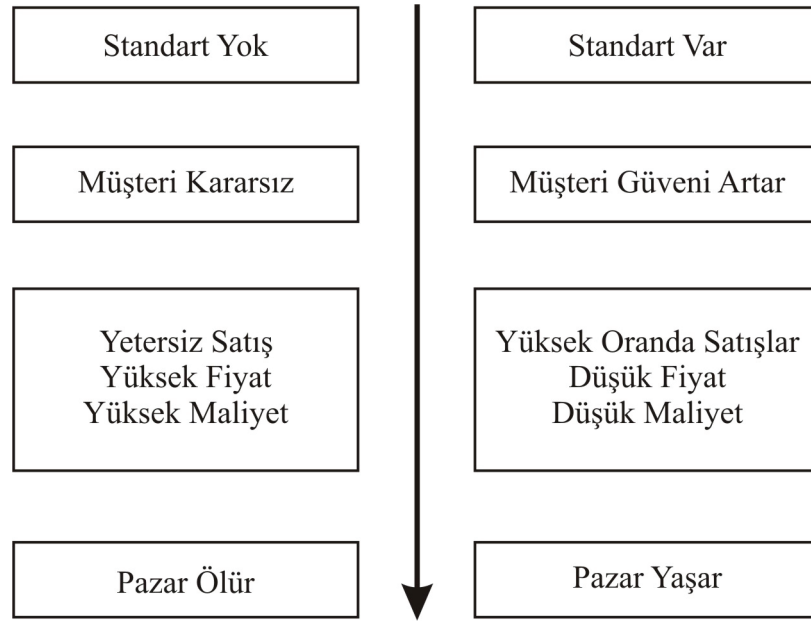 Standart Yok
Standart Var
Müşteri Kararsız
Müşteri Güveni Artar
Yetersiz Satış
Yüksek Fiyat
Yüksek Maliyet
Yüksek Oranda Satışlar
Düşük Fiyat
Düşük Maliyet
Pazar Ölür
Pazar Yaşar